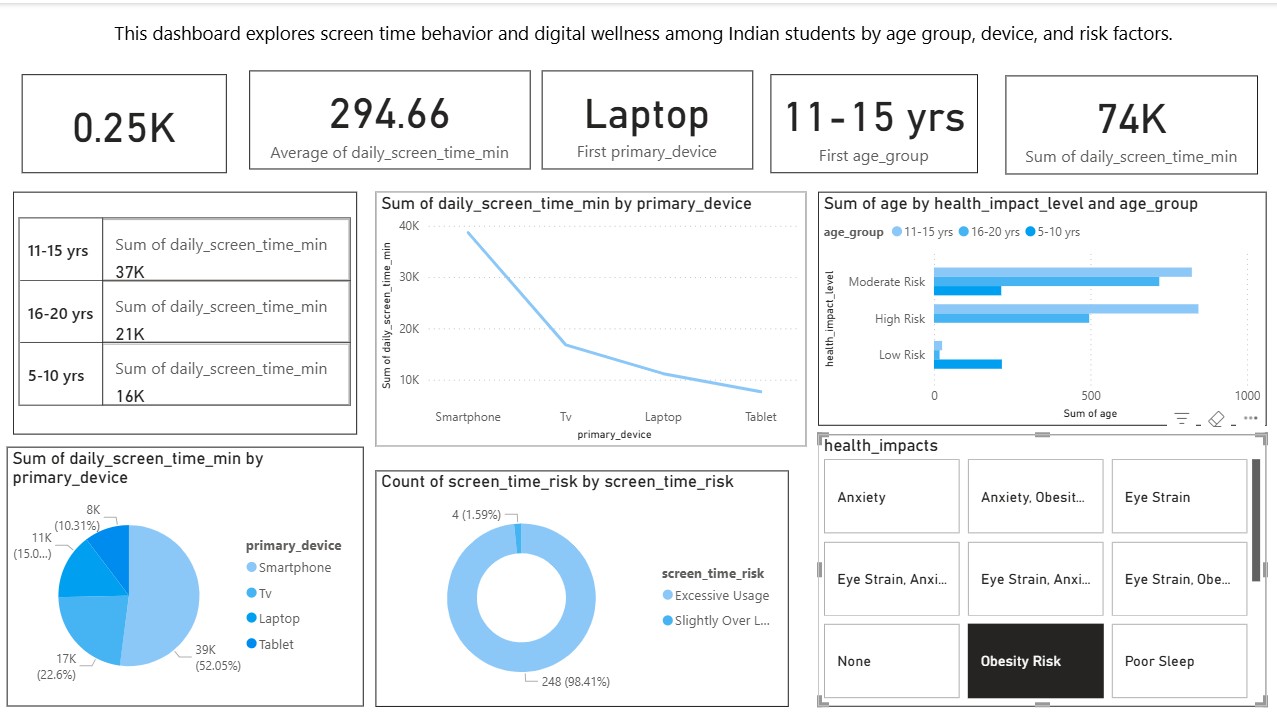 This dashboard explores screen time behavior and digital wellness among Indian students by age group, device, and risk factors.
0.25K
294.66
Average of daily_screen_time_min
Laptop
First primary_device
11-15 yrs
First age_group
74K
Sum of daily_screen_time_min
11-15 yrs
Sum of daily_screen_time_min
37K
16-20 yrs
Sum of daily_screen_time_min
21K
5-10 yrs
Sum of daily_screen_time_min
16K
Sum of daily_screen_time_min by primary_device
Sum of daily_screen_time_min
40K
30K
20K
10K
Smartphone
Tv
Laptop
Tablet
primary_device
Sum of age by health_impact_level and age_group
age_group 11-15 yrs 16-20 yrs 5-10 yrs
health_impact_level
Moderate Risk
High Risk
Low Risk
0
500
1000
Sum of age
Sum of daily_screen_time_min by
primary_device
8K
(10.31%)
11K
(15.0...)
17K
(22.6%)
39K
(52.05%)
primary_device
Smartphone
Tv
Laptop
Tablet
Count of screen_time_risk by screen_time_risk
4 (1.59%)
248 (98.41%)
screen_time_risk
Excessive Usage
Slightly Over L...
health_impacts
Anxiety
Anxiety, Obesit...
Eye Strain
Eye Strain, Anxi...
Eye Strain, Anxi...
Eye Strain, Obe...
None
Obesity Risk
Poor Sleep